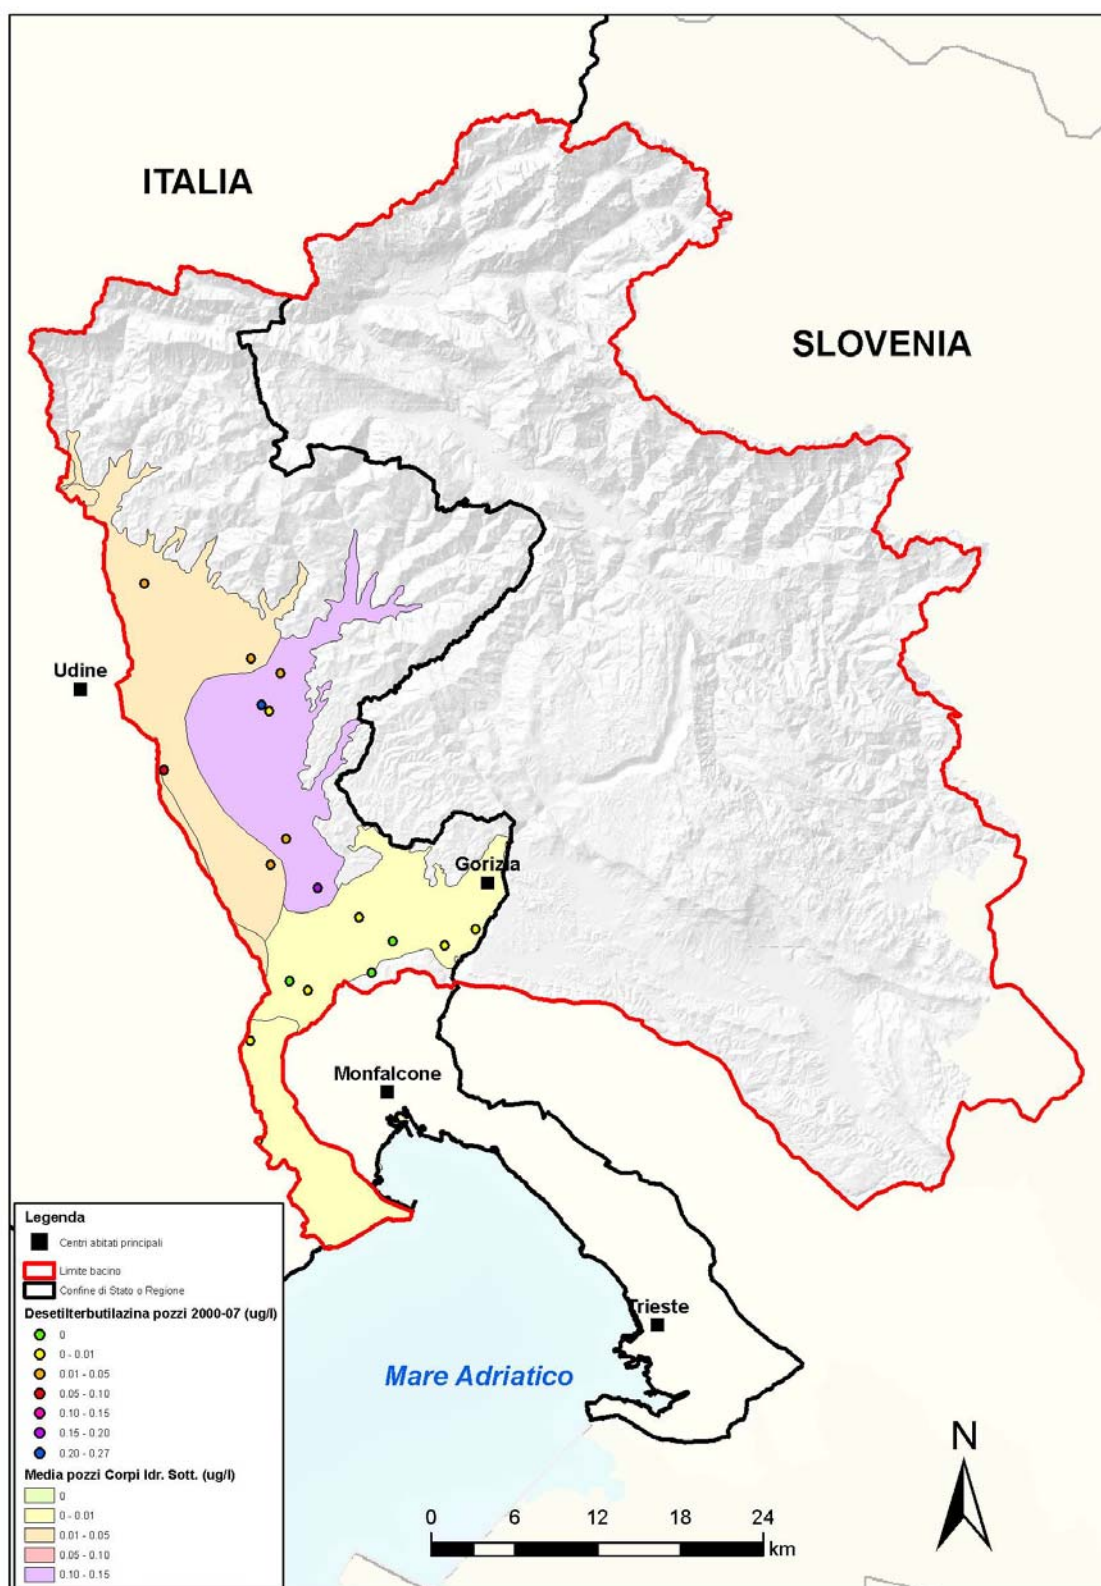 ITALIA
SLOVENIA
Udine
Gorizia
Monfalcone
Trieste
Mare Adriatico
Legenda
Centri abitati principali
Limite bacino
Confine di Stato o Regione
Desetilterbutilazina pozzi 2000-07 (ug/l)
0
0 - 0.01
0.01 - 0.05
0.05 - 0.10
0.10 - 0.15
0.15 - 0.20
0.20 - 0.27
Media pozzi Corpi Idr. Sott. (ug/l)
0
0 - 0.01
0.01 - 0.05
0.05 - 0.10
0.10 - 0.15
0 6 12 18 24
km
N